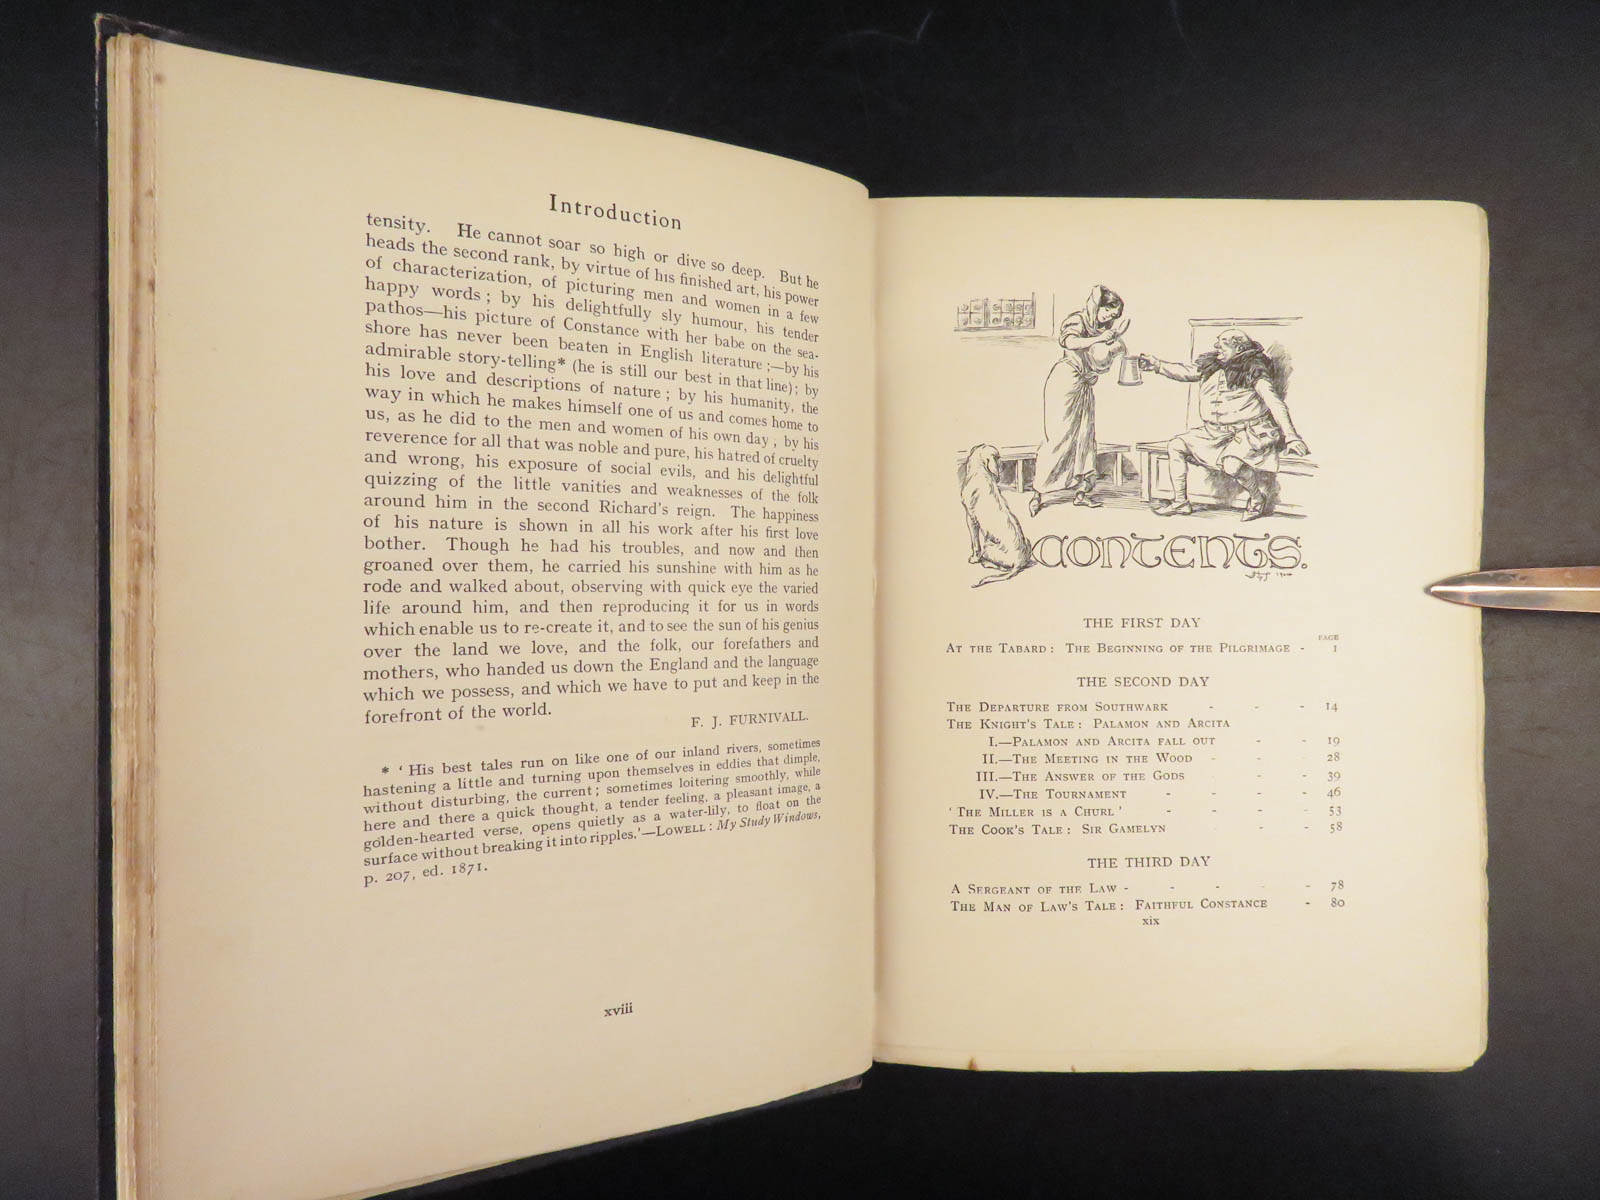 Introduction
tensity. He cannot soar so high or dive so deep. But he
heads the second rank, by virtue of his finished art, his power
of characterization, of picturing men and women in a few
happy words; by his delightfully sly humour, his tender
pathos—his picture of Constance with her babe on the sea-
shore has never been beaten in English literature;—by his
admirable story-telling* (he is still our best in that line); by
his love and descriptions of nature; by his humanity, the
way in which he makes himself one of us and comes home to
us, as he did to the men and women of his own day, by his
reverence for all that was noble and pure, his hatred of cruelty
and wrong, his exposure of social evils, and his delightful
quizzing of the little vanities and weaknesses of the folk
around him in the second Richard's reign. The happiness
of his nature is shown in all his work after his first love
bother. Though he had his troubles, and now and then
groaned over them, he carried his sunshine with him as he
rode and walked about, observing with quick eye the varied
life around him, and then reproducing it for us in words
which enable us to re-create it, and to see the sun of his genius
over the land we love, and the folk, our forefathers and
mothers, who handed us down the England and the language
which we possess, and which we have to put and keep in the
forefront of the world.
F. J. FURNIVALL.
* ‘His best tales run on like one of our inland rivers, sometimes
hastening a little and turning upon themselves in eddies that dimple,
without disturbing, the current; sometimes loitering smoothly, while
here and there a quick thought, a tender feeling, a pleasant image, a
golden-hearted verse, opens quietly as a water-lily, to float on the
surface without breaking it into ripples.’—LOWELL: My Study Windows,
p. 207, ed. 1871.
xviii
CONTENTS.
THE FIRST DAY
PAGE
AT THE TABARD: THE BEGINNING OF THE PILGRIMAGE - 1
THE SECOND DAY
THE DEPARTURE FROM SOUTHWARK - - - 14
THE KNIGHT'S TALE: PALAMON AND ARCITA
I.—PALAMON AND ARCITA FALL OUT - - 19
II.—THE MEETING IN THE WOOD - - - 28
III.—THE ANSWER OF THE GODS - - 39
IV.—THE TOURNAMENT - - - - 46
‘THE MILLER IS A CHURL’ - - - - 53
THE COOK'S TALE: SIR GAMELYN - - 58
THE THIRD DAY
A SERGEANT OF THE LAW - - - - - 78
THE MAN OF LAW'S TALE: FAITHFUL CONSTANCE - 80
xix